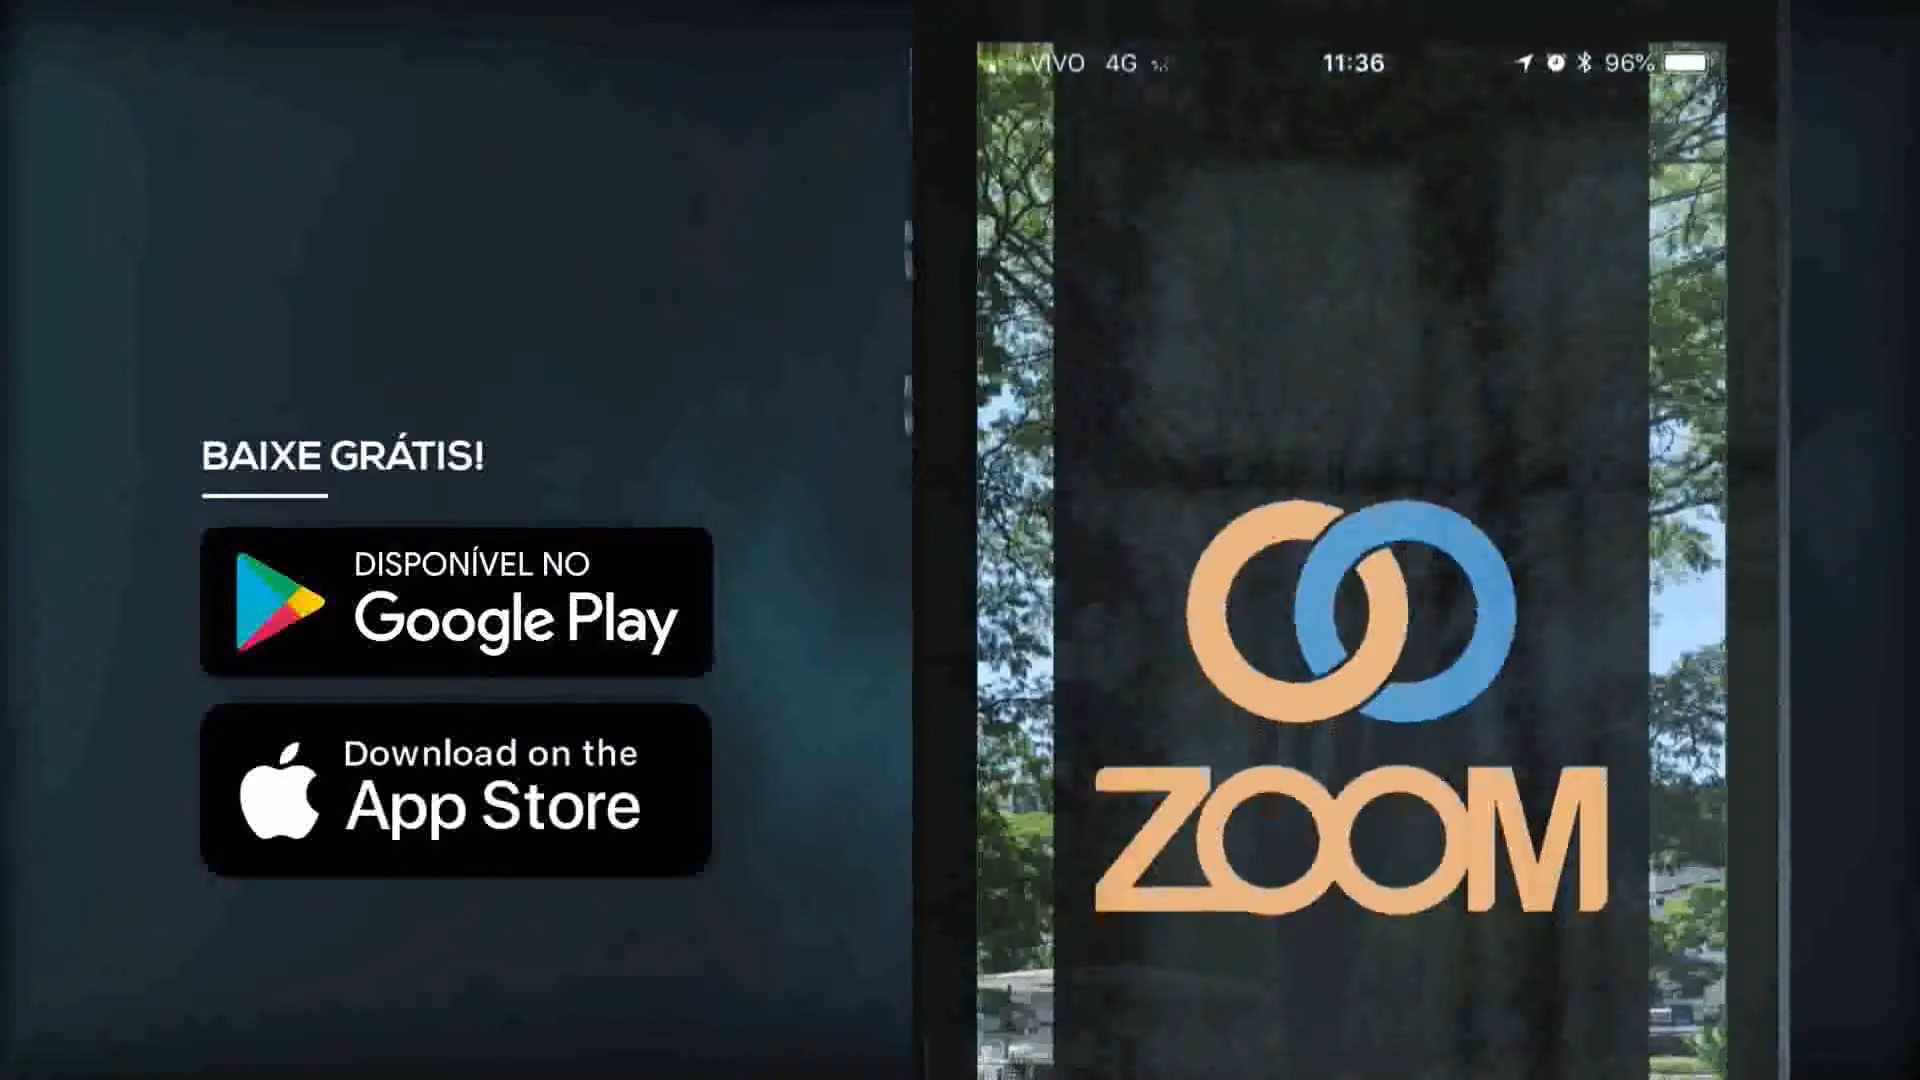 BAIXE GRÁTIS!
DISPONÍVEL NO
Google Play
Download on the
App Store
VIVO 4G 11:36 96%
ZOOM